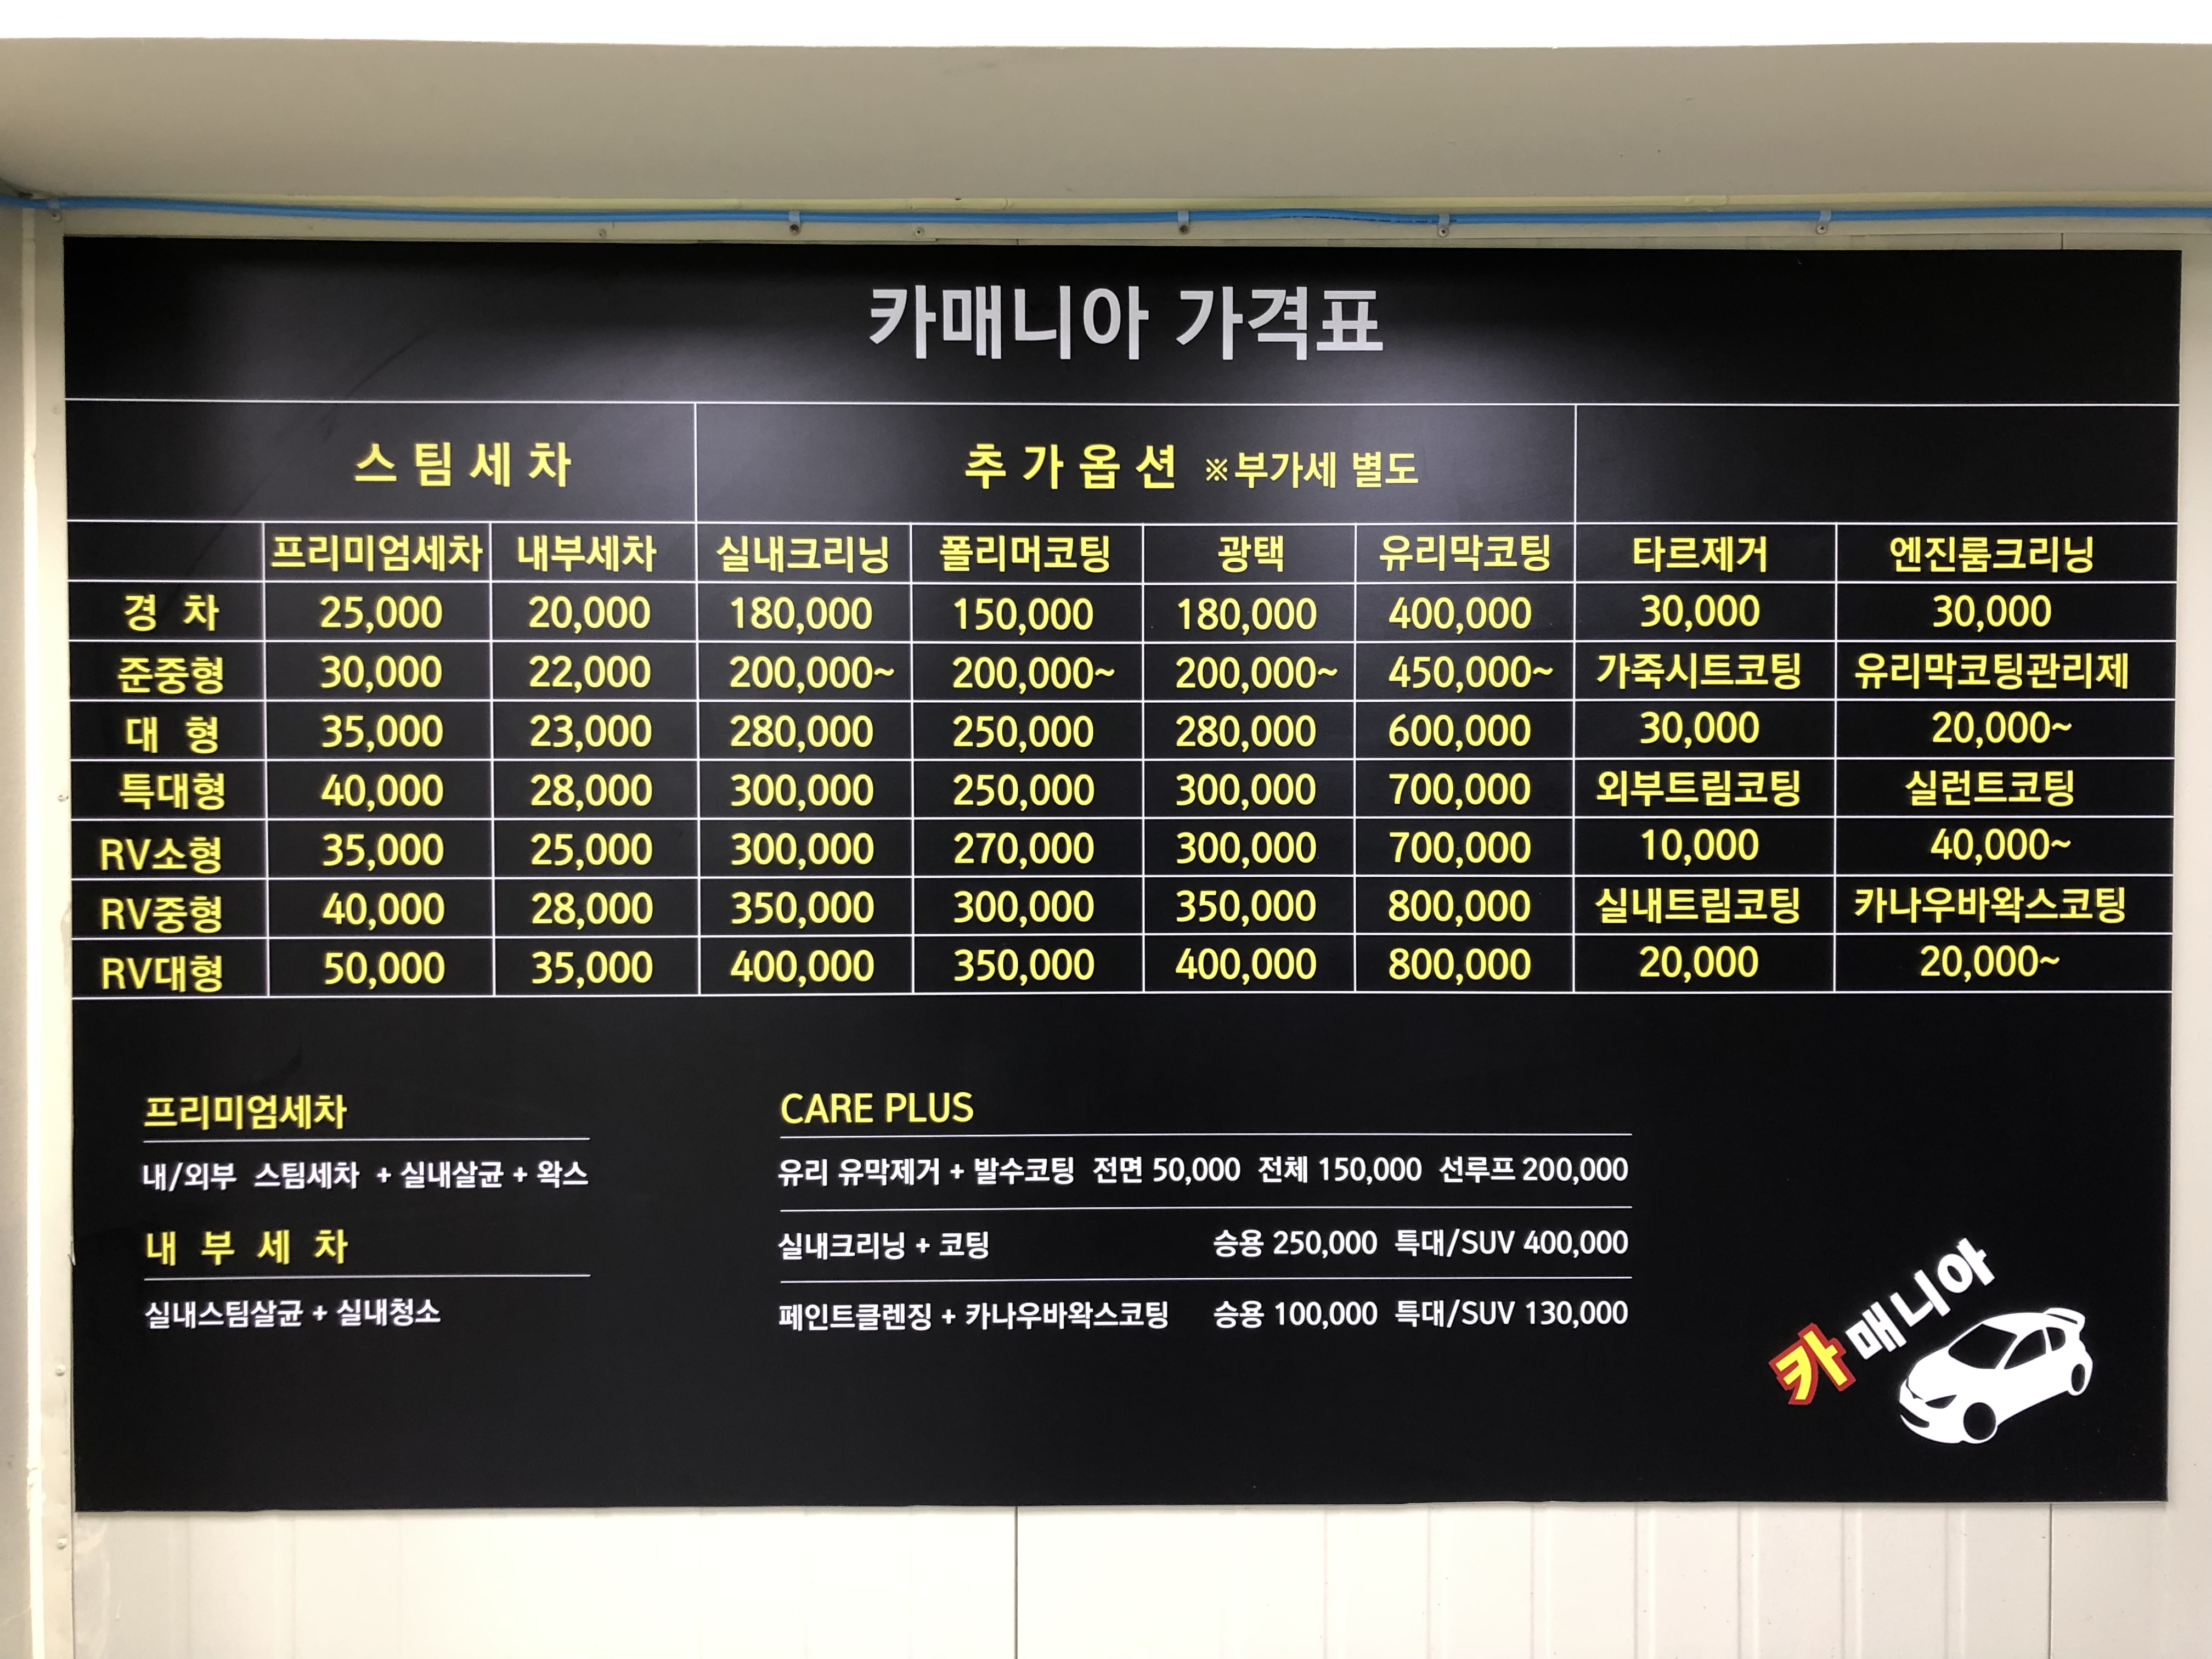 카매니아 가격표
스팀세차 추가옵션 ※부가세 별도
프리미엄세차 내부세차 실내크리닝 폴리머코팅 광택 유리막코팅 타르제거 엔진룸크리닝
경 차 25,000 20,000 180,000 150,000 180,000 400,000 30,000 30,000
준중형 30,000 22,000 200,000~ 200,000~ 200,000~ 450,000~ 가죽시트코팅 유리막코팅관리제
대 형 35,000 23,000 280,000 250,000 280,000 600,000 30,000 20,000~
특대형 40,000 28,000 300,000 250,000 300,000 700,000 외부트림코팅 실런트코팅
RV소형 35,000 25,000 300,000 270,000 300,000 700,000 10,000 40,000~
RV중형 40,000 28,000 350,000 300,000 350,000 800,000 실내트림코팅 카나우바왁스코팅
RV대형 50,000 35,000 400,000 350,000 400,000 800,000 20,000 20,000~
프리미엄세차
내/외부 스팀세차 + 실내살균 + 왁스
내 부 세 차
실내스팀살균 + 실내청소
CARE PLUS
유리 유막제거 + 발수코팅 전면 50,000 전체 150,000 선루프 200,000
실내크리닝 + 코팅 승용 250,000 특대/SUV 400,000
페인트클렌징 + 카나우바왁스코팅 승용 100,000 특대/SUV 130,000
카매니아